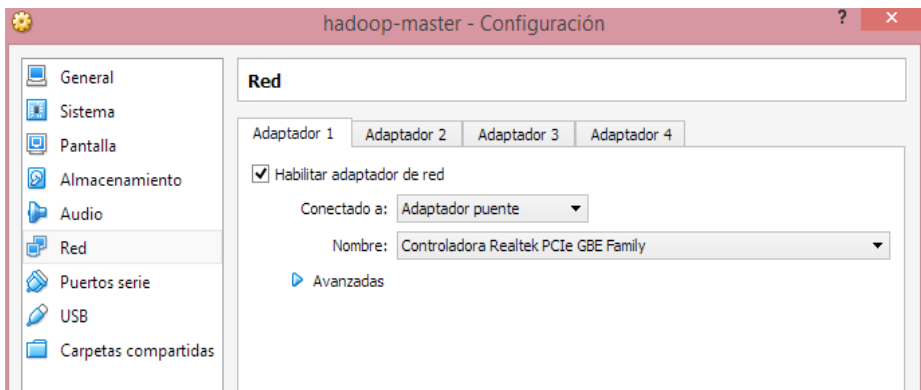 hadoop-master - Configuración
? ×
General
Sistema
Pantalla
Almacenamiento
Audio
Red
Puertos serie
USB
Carpetas compartidas
Red
Adaptador 1 Adaptador 2 Adaptador 3 Adaptador 4
Habilitar adaptador de red
Conectado a: Adaptador puente
Nombre: Controladora Realtek PCIe GBE Family
Avanzadas